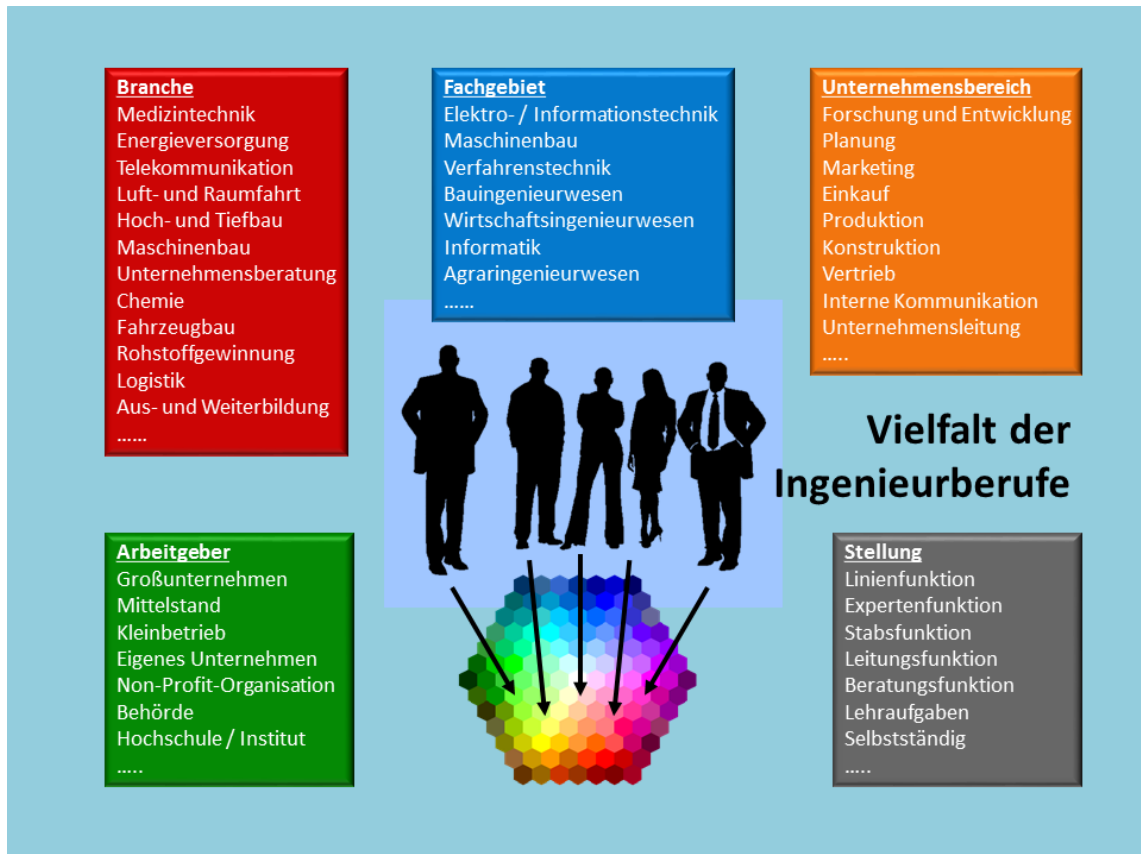 Branche
Medizintechnik
Energieversorgung
Telekommunikation
Luft- und Raumfahrt
Hoch- und Tiefbau
Maschinenbau
Unternehmensberatung
Chemie
Fahrzeugbau
Rohstoffgewinnung
Logistik
Aus- und Weiterbildung
……
Fachgebiet
Elektro- / Informationstechnik
Maschinenbau
Verfahrenstechnik
Bauingenieurwesen
Wirtschaftsingenieurwesen
Informatik
Agraringenieurwesen
……
Unternehmensbereich
Forschung und Entwicklung
Planung
Marketing
Einkauf
Produktion
Konstruktion
Vertrieb
Interne Kommunikation
Unternehmensleitung
…..
Vielfalt der
Ingenieurberufe
Arbeitgeber
Großunternehmen
Mittelstand
Kleinbetrieb
Eigenes Unternehmen
Non-Profit-Organisation
Behörde
Hochschule / Institut
…..
Stellung
Linienfunktion
Expertenfunktion
Stabsfunktion
Leitungsfunktion
Beratungsfunktion
Lehraufgaben
Selbstständig
…..